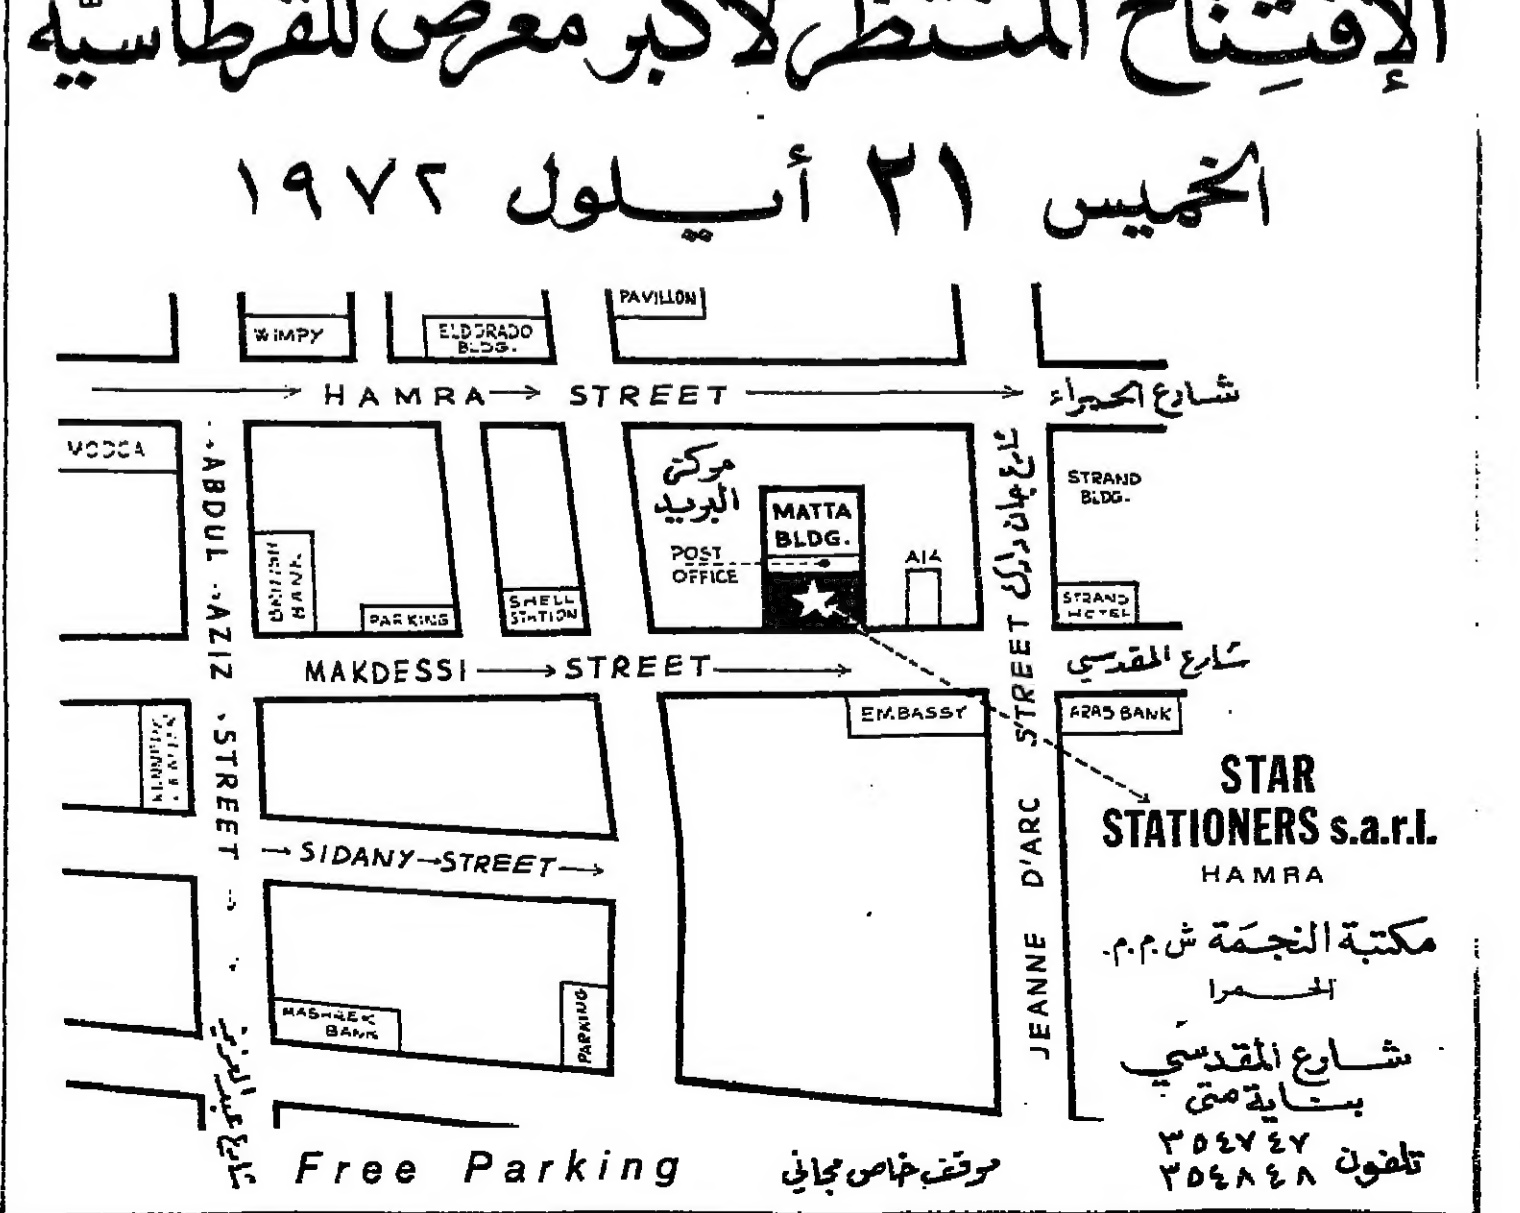 الإفتتاح المنتظر لأكبر معرض للقرطاسيّة
الخميس ٢١ أيلول ١٩٧٢
PAVILLON
WIMPY
ELDORADO
BLDG.
HAMRA STREET
شارع الحمراء
MODCA
ABDUL AZIZ STREET
شارع عبد العزيز
مركز
البريد
POST
OFFICE
MATTA
BLDG.
AIA
شارع جان دارك
JEANNE D'ARC STREET
STRAND
BLDG.
BRITISH
BANK
PARKING
SHELL
STATION
STRAND
HOTEL
MAKDESSI STREET
شارع المقدسي
EMBASSY
ARAB BANK
KENNEDY
SIDANY STREET
MASHREK
BANK
PARKING
STAR
STATIONERS s.a.r.l.
HAMRA
مكتبة النجمة ش.م.م.
الحمرا
شارع المقدسي
بناية متى
تلفون ٣٥٤٧٤٧
٣٥٤٨٤٨
Free Parking
موقف خاص مجاني